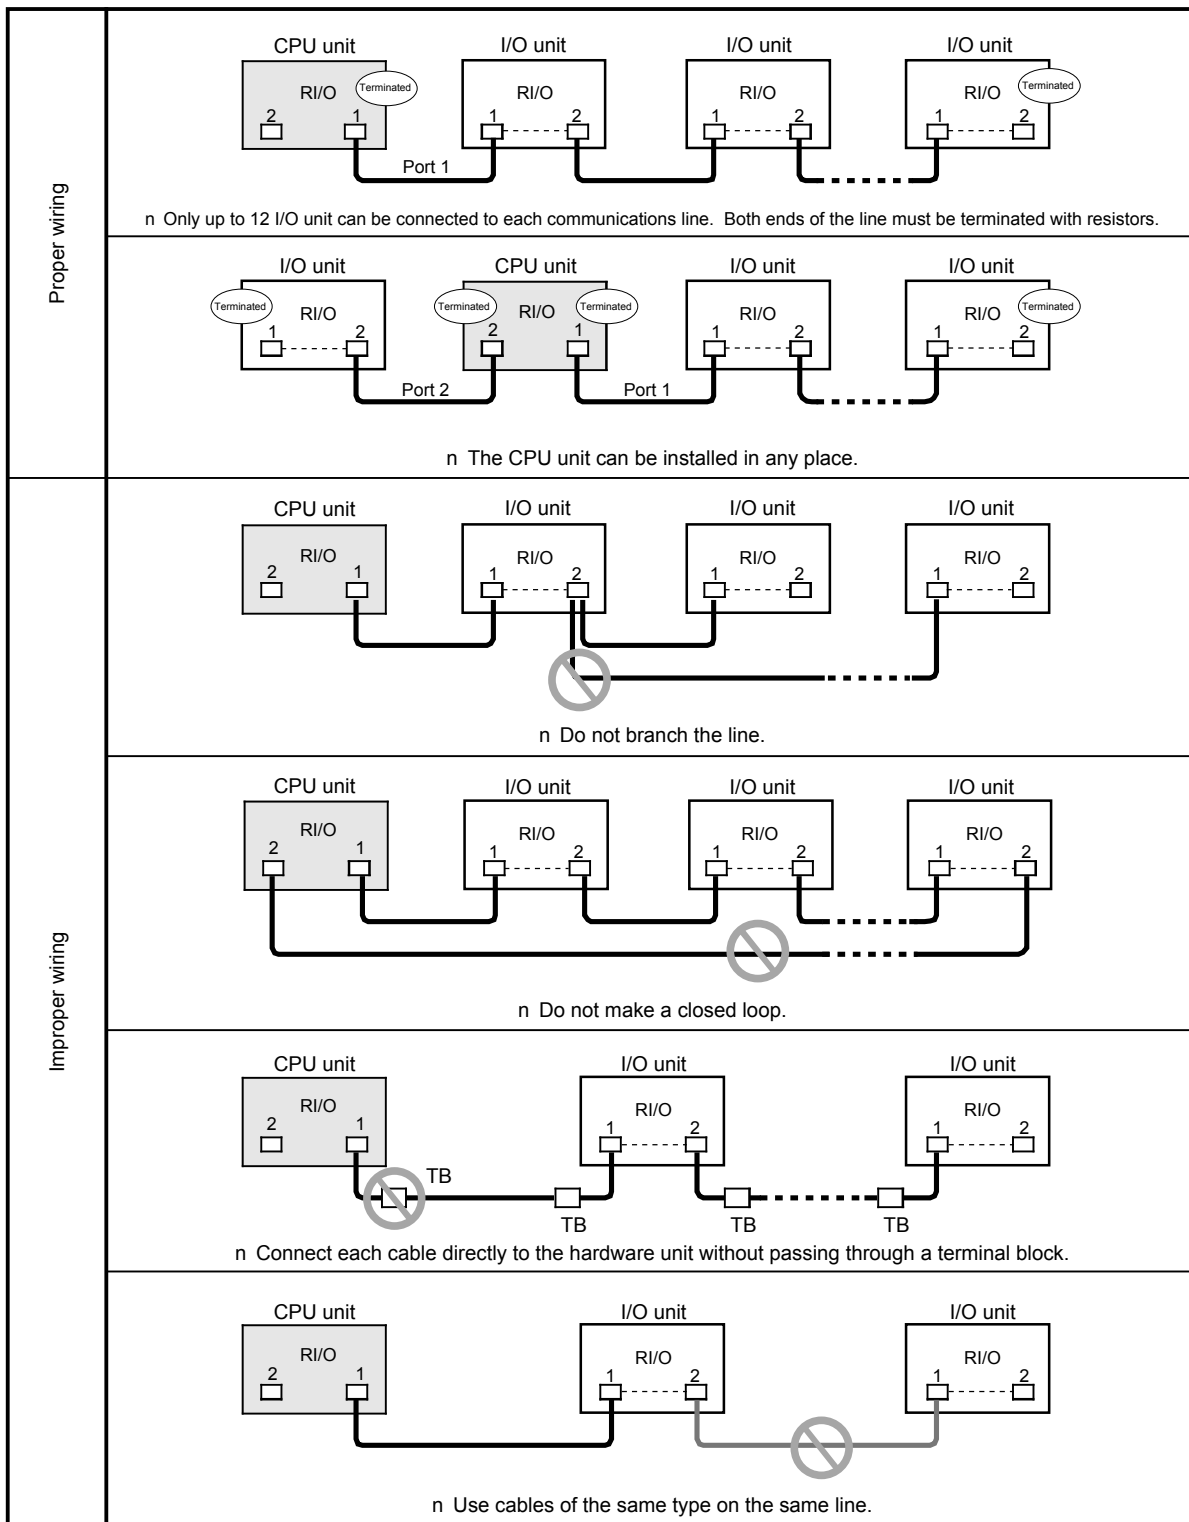 Proper wiring
CPU unit
I/O unit
I/O unit
I/O unit
RI/O
Terminated
RI/O
RI/O
RI/O
Terminated
2
1
1
2
1
2
1
2
Port 1
n Only up to 12 I/O unit can be connected to each communications line. Both ends of the line must be terminated with resistors.
I/O unit
CPU unit
I/O unit
I/O unit
Terminated
RI/O
Terminated
RI/O
Terminated
RI/O
RI/O
Terminated
1
2
2
1
1
2
1
2
Port 2
Port 1
n The CPU unit can be installed in any place.
Improper wiring
CPU unit
I/O unit
I/O unit
I/O unit
RI/O
RI/O
RI/O
RI/O
2
1
1
2
1
2
1
2
n Do not branch the line.
CPU unit
I/O unit
I/O unit
I/O unit
RI/O
RI/O
RI/O
RI/O
2
1
1
2
1
2
1
2
n Do not make a closed loop.
CPU unit
I/O unit
I/O unit
RI/O
RI/O
RI/O
2
1
1
2
1
2
TB
TB
TB
TB
n Connect each cable directly to the hardware unit without passing through a terminal block.
CPU unit
I/O unit
I/O unit
RI/O
RI/O
RI/O
2
1
1
2
1
2
n Use cables of the same type on the same line.